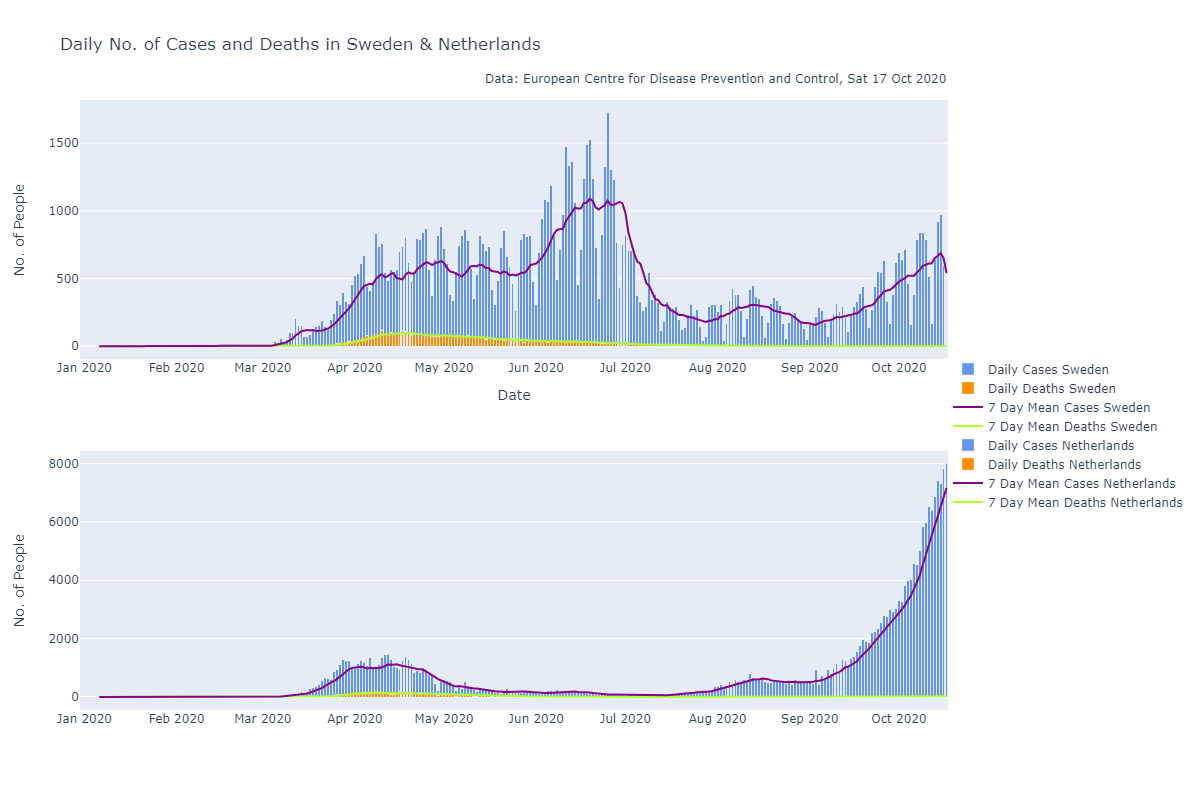 Daily No. of Cases and Deaths in Sweden & Netherlands
Data: European Centre for Disease Prevention and Control, Sat 17 Oct 2020
No. of People
1500
1000
500
0
Jan 2020 Feb 2020 Mar 2020 Apr 2020 May 2020 Jun 2020 Jul 2020 Aug 2020 Sep 2020 Oct 2020
Date
Daily Cases Sweden
Daily Deaths Sweden
7 Day Mean Cases Sweden
7 Day Mean Deaths Sweden
Daily Cases Netherlands
Daily Deaths Netherlands
7 Day Mean Cases Netherlands
7 Day Mean Deaths Netherlands
No. of People
8000
6000
4000
2000
0
Jan 2020 Feb 2020 Mar 2020 Apr 2020 May 2020 Jun 2020 Jul 2020 Aug 2020 Sep 2020 Oct 2020